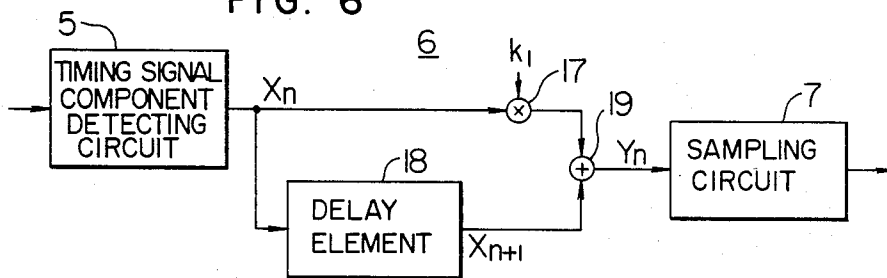 FIG. 6
5
6
k1
17
7
TIMING SIGNAL
COMPONENT
DETECTING
CIRCUIT
Xn
×
19
+
Yn
SAMPLING
CIRCUIT
18
DELAY
ELEMENT
Xn+1